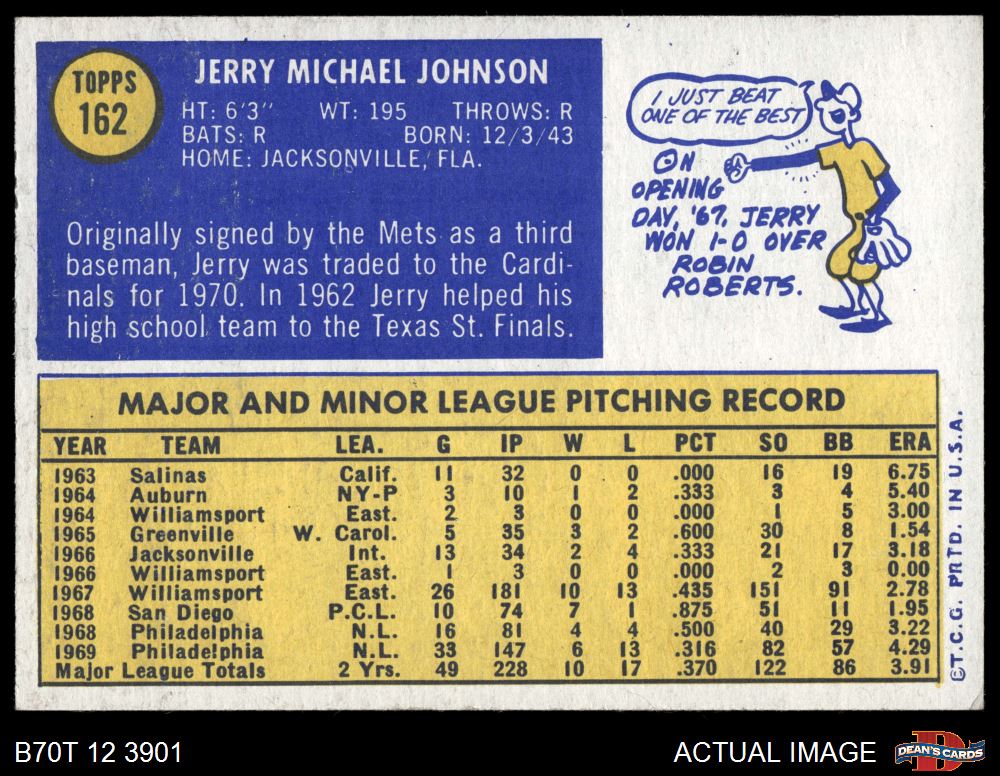 TOPPS
162
JERRY MICHAEL JOHNSON
HT: 6'3" WT: 195 THROWS: R
BATS: R BORN: 12/3/43
HOME: JACKSONVILLE, FLA.
Originally signed by the Mets as a third
baseman, Jerry was traded to the Cardi-
nals for 1970. In 1962 Jerry helped his
high school team to the Texas St. Finals.
I JUST BEAT
ONE OF THE BEST
ON
OPENING
DAY, '67, JERRY
WON 1-0 OVER
ROBIN
ROBERTS.
MAJOR AND MINOR LEAGUE PITCHING RECORD
YEAR TEAM LEA. G IP W L PCT SO BB ERA
1963 Salinas Calif. 11 32 0 0 .000 16 19 6.75
1964 Auburn NY-P 3 10 1 2 .333 3 4 5.40
1964 Williamsport East. 2 3 0 0 .000 1 5 3.00
1965 Greenville W. Carol. 5 35 3 2 .600 30 8 1.54
1966 Jacksonville Int. 13 34 2 4 .333 21 17 3.18
1966 Williamsport East. 1 3 0 0 .000 2 3 0.00
1967 Williamsport East. 26 181 10 13 .435 151 91 2.78
1968 San Diego P.C.L. 10 74 7 1 .875 51 11 1.95
1968 Philadelphia N.L. 16 81 4 4 .500 40 29 3.22
1969 Philadelphia N.L. 33 147 6 13 .316 82 57 4.29
Major League Totals 2 Yrs. 49 228 10 17 .370 122 86 3.91
©T.C.G. PRTD. IN U.S.A.
B70T 12 3901
ACTUAL IMAGE
D
DEAN'S CARDS